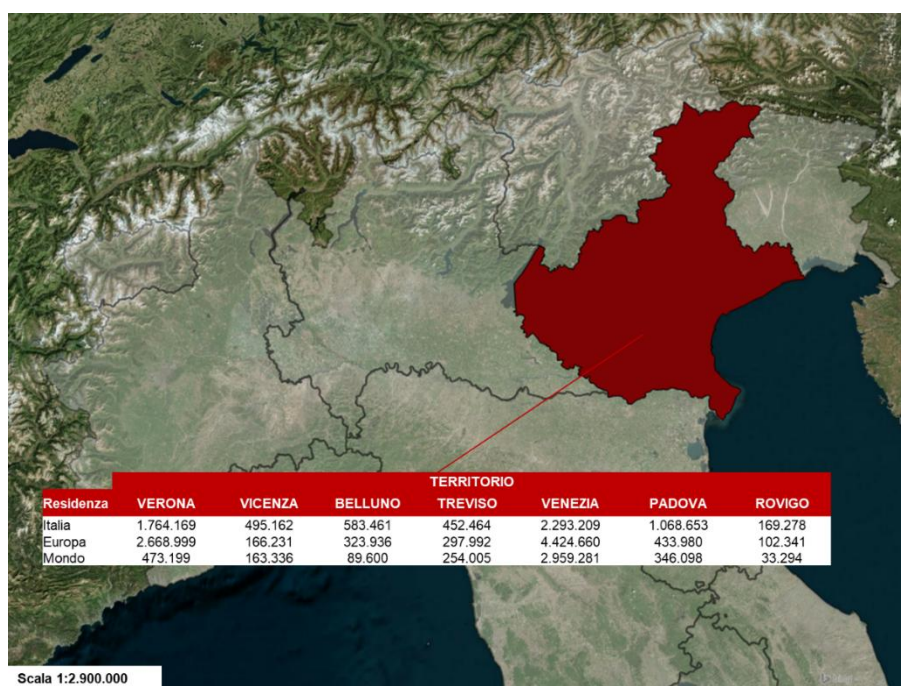 TERRITORIO
Residenza VERONA VICENZA BELLUNO TREVISO VENEZIA PADOVA ROVIGO
Italia 1.764.169 495.162 583.461 452.464 2.293.209 1.068.653 169.278
Europa 2.668.999 166.231 323.936 297.992 4.424.660 433.980 102.341
Mondo 473.199 163.336 89.600 254.005 2.959.281 346.098 33.294
Scala 1:2.900.000